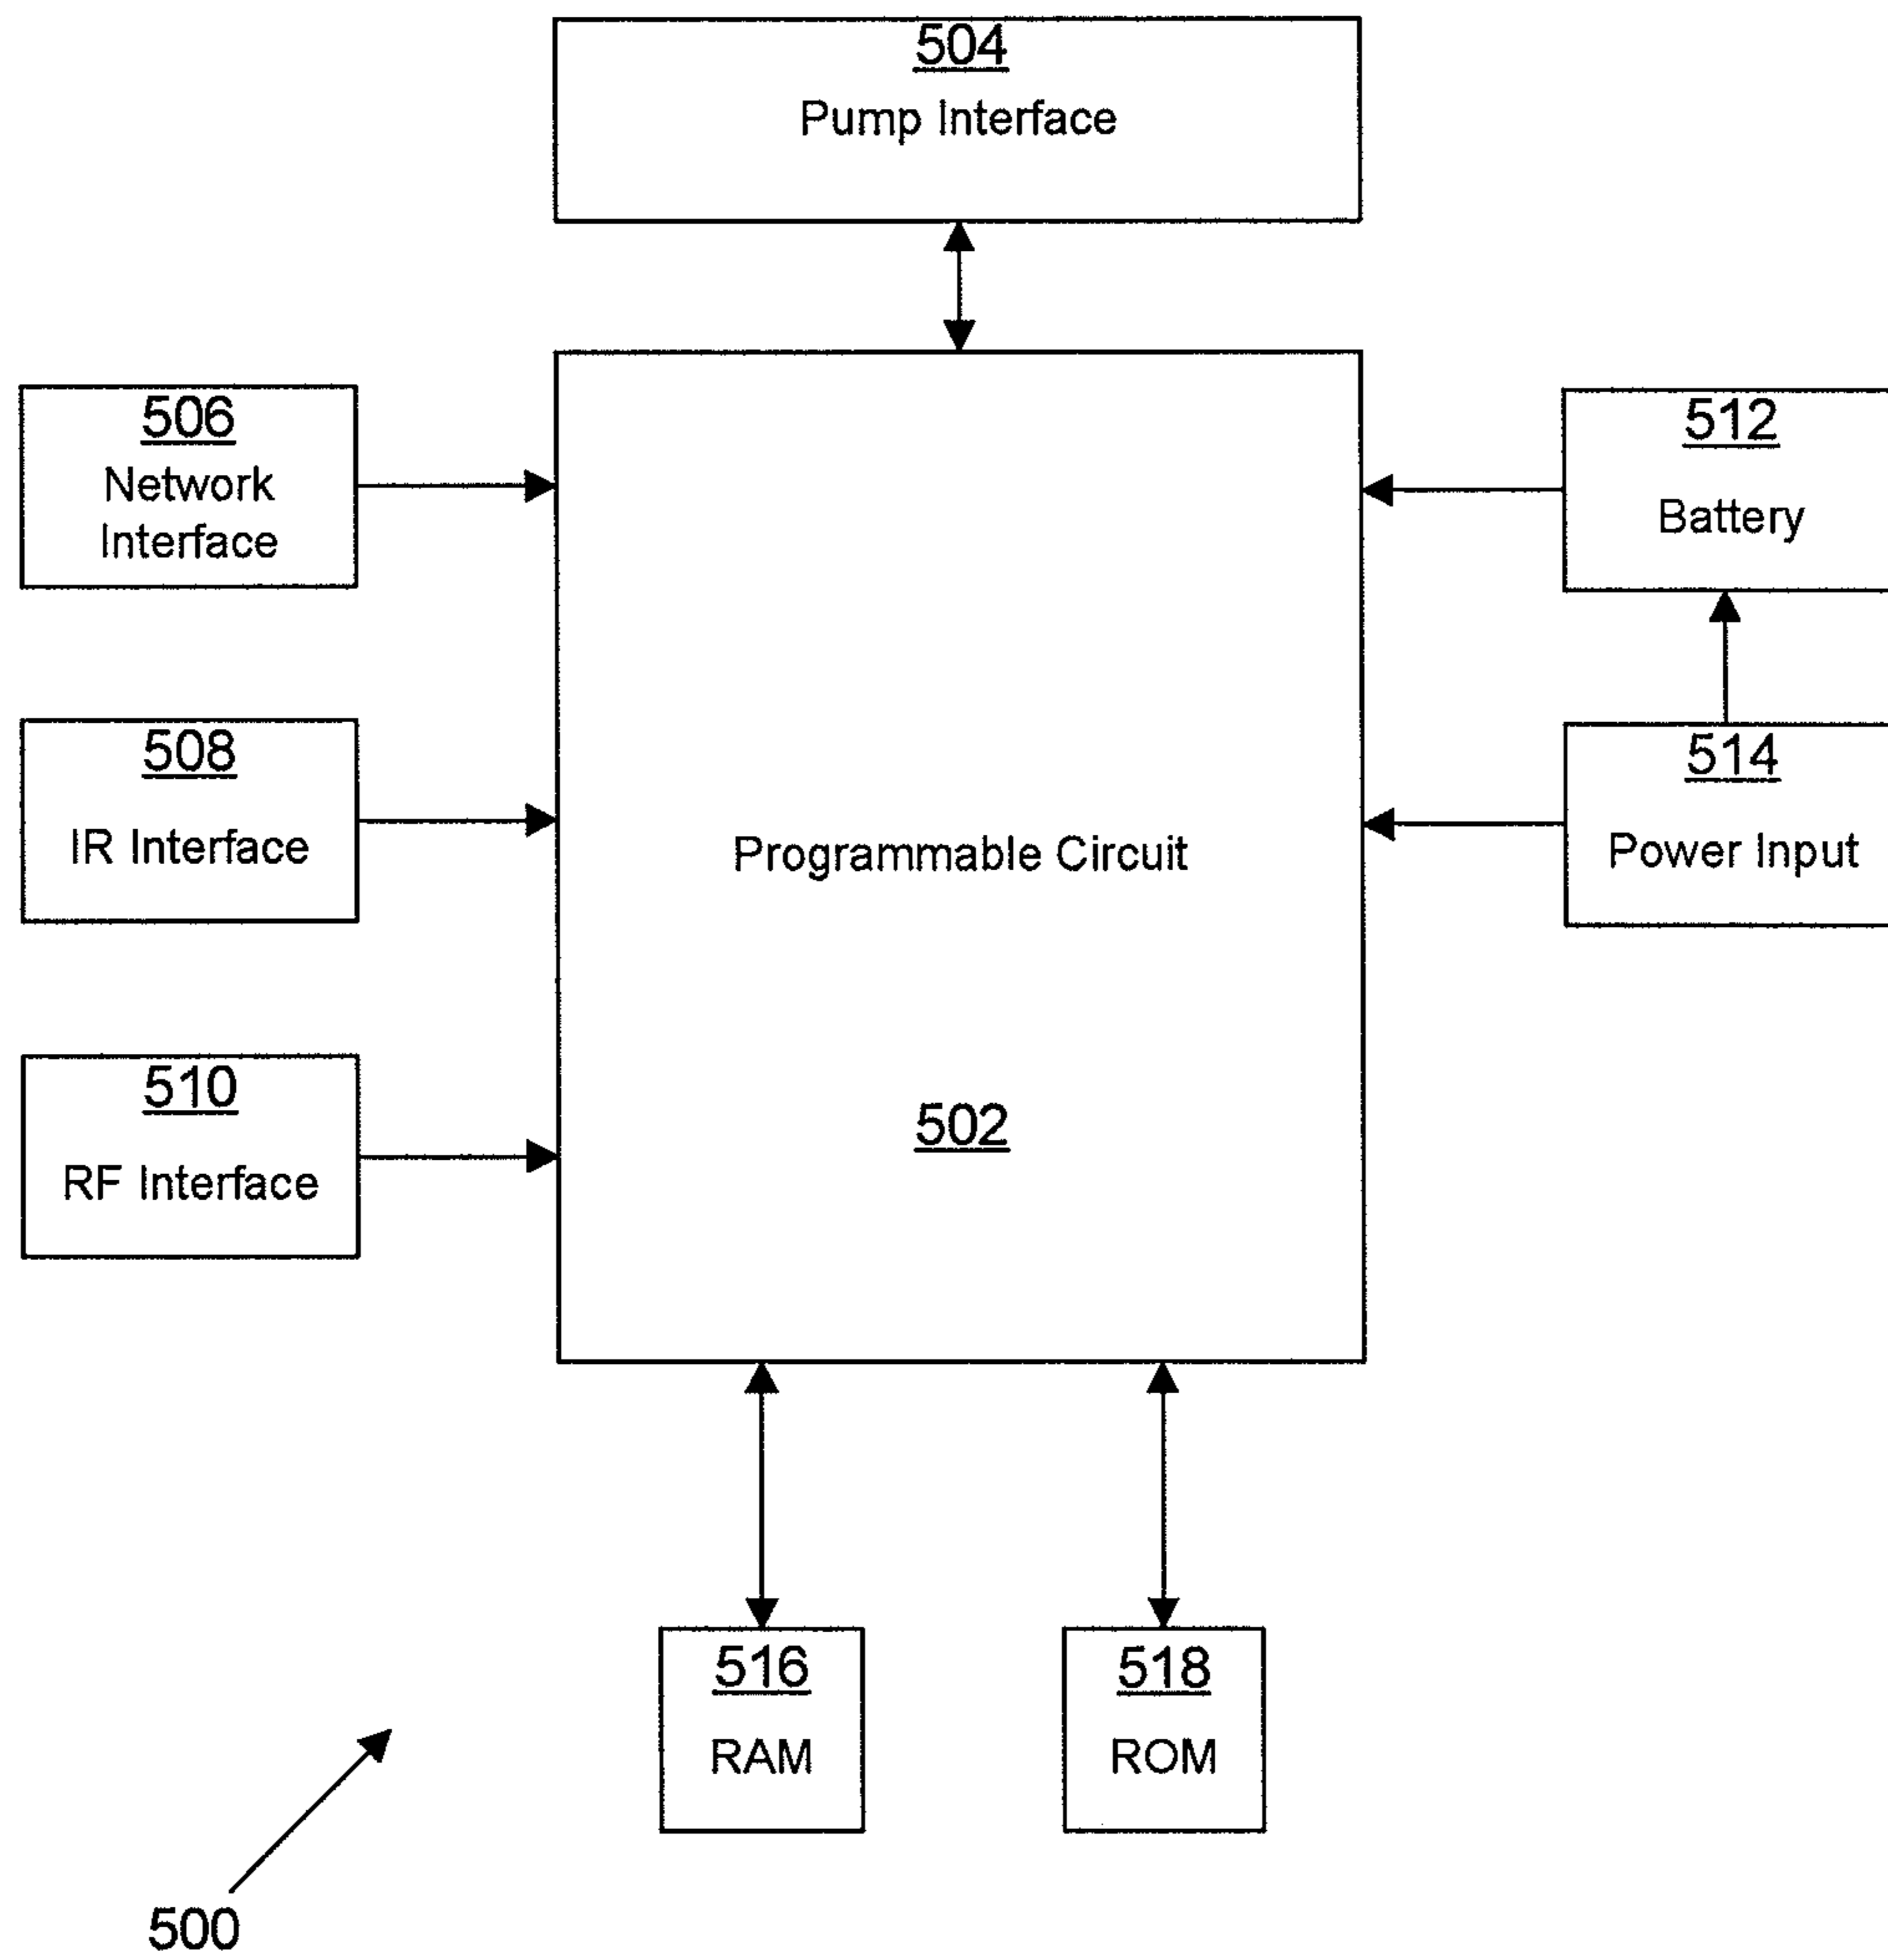 504
Pump Interface
506
Network
Interface
512
Battery
508
IR Interface
514
Power Input
Programmable Circuit
510
RF Interface
502
516
RAM
518
ROM
500